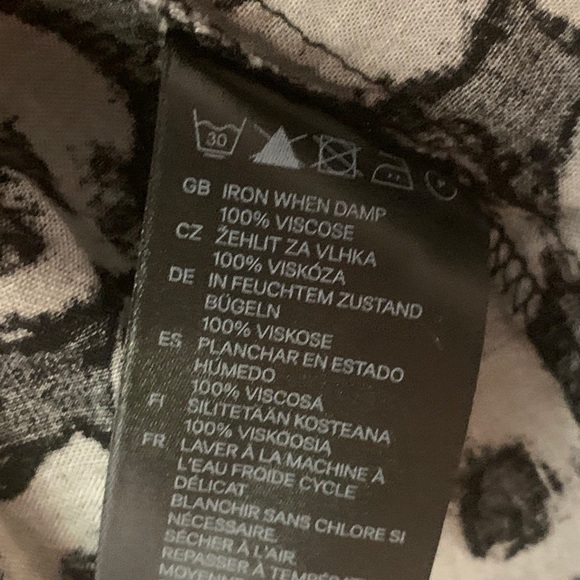 30
GB IRON WHEN DAMP
100% VISCOSE
CZ ŽEHLIT ZA VLHKA
100% VISKÓZA
DE IN FEUCHTEM ZUSTAND
BÜGELN
100% VISKOSE
ES PLANCHAR EN ESTADO
HÚMEDO
100% VISCOSA
FI SILITETÄÄN KOSTEANA
100% VISKOOSIA
FR LAVER À LA MACHINE À
L'EAU FROIDE CYCLE
DÉLICAT
BLANCHIR SANS CHLORE SI
NÉCESSAIRE
SÉCHER À L'AIR
REPASSER À